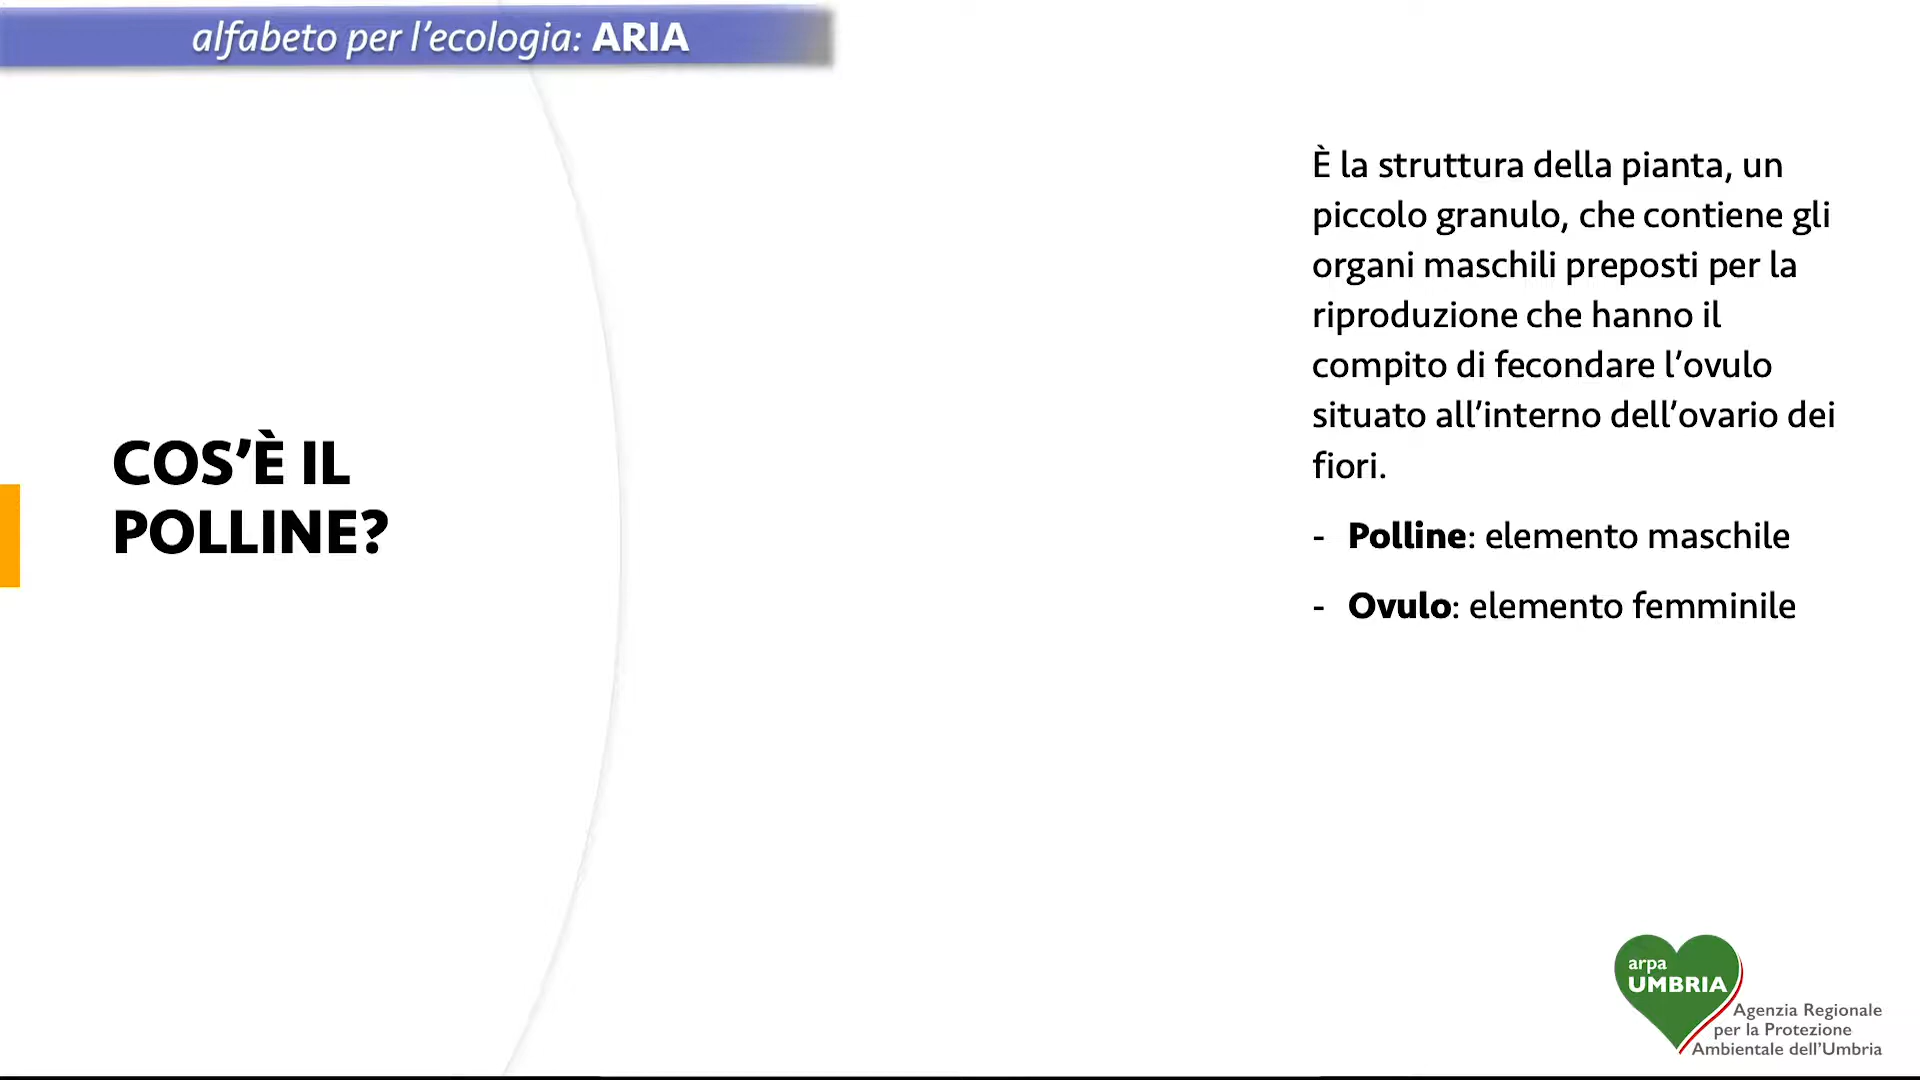 alfabeto per l’ecologia: ARIA
COS’È IL
POLLINE?
È la struttura della pianta, un
piccolo granulo, che contiene gli
organi maschili preposti per la
riproduzione che hanno il
compito di fecondare l’ovulo
situato all’interno dell’ovario dei
fiori.
- Polline: elemento maschile
- Ovulo: elemento femminile
arpa
UMBRIA
Agenzia Regionale
per la Protezione
Ambientale dell’Umbria